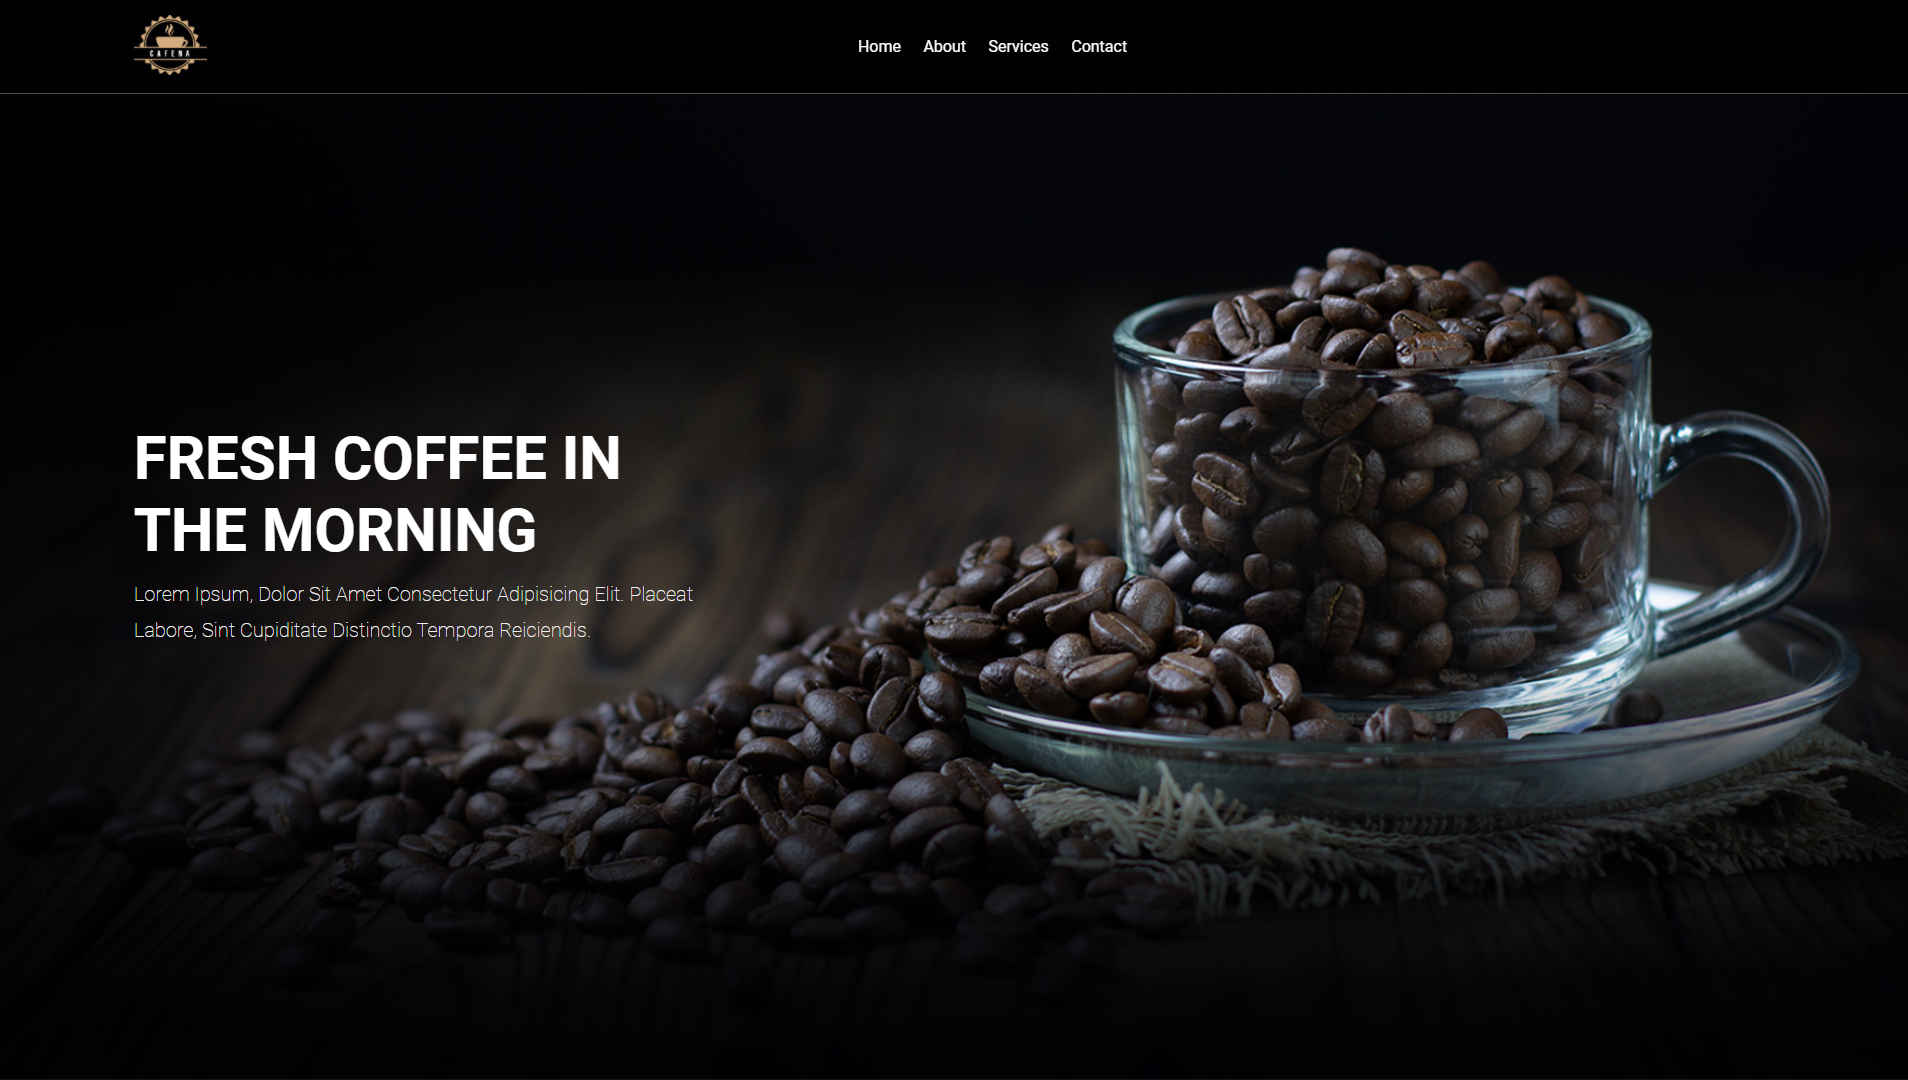 CAFENA
Home About Services Contact
FRESH COFFEE IN
THE MORNING
Lorem Ipsum, Dolor Sit Amet Consectetur Adipisicing Elit. Placeat
Labore, Sint Cupiditate Distinctio Tempora Reiciendis.